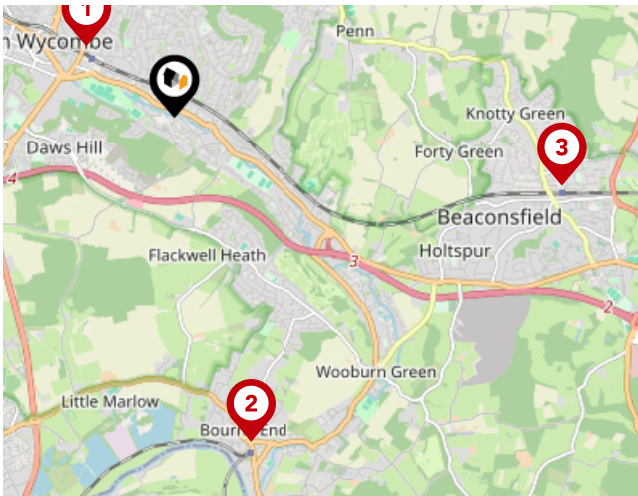 1
Penn
n Wycombe
Knotty Green
Daws Hill
Forty Green
3
4
Beaconsfield
Flackwell Heath
Holtspur
3
2
Wooburn Green
Little Marlow
2
Bourne End